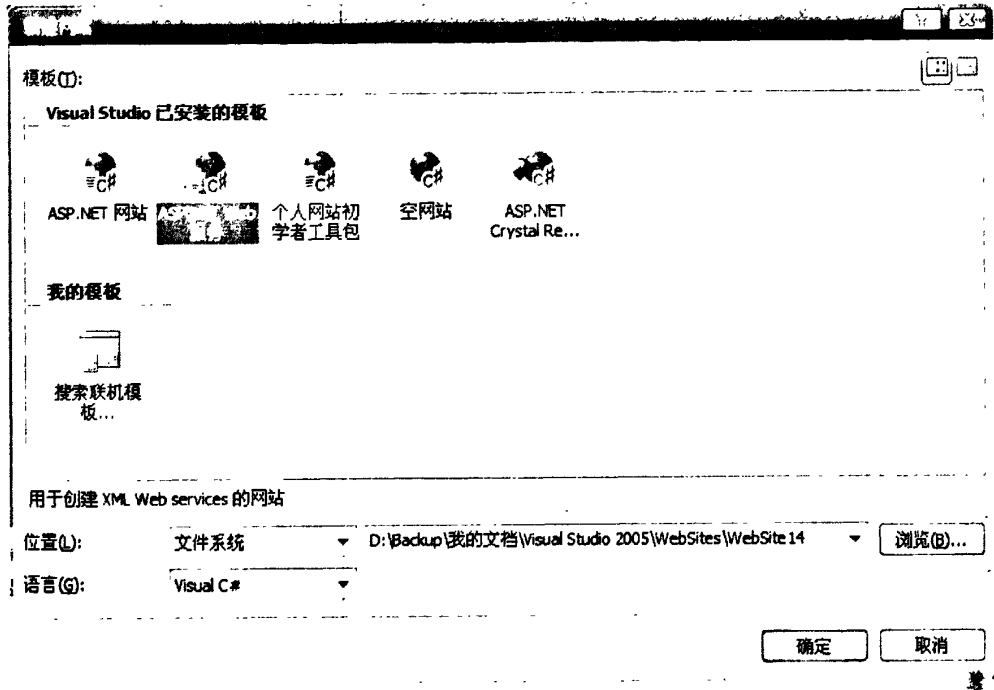 模板(T):
Visual Studio 已安装的模板
ASP.NET 网站
个人网站初
学者工具包
空网站
ASP.NET
Crystal Re...
我的模板
搜索联机模
板...
用于创建 XML Web services 的网站
位置(L):
文件系统
D:\Backup\我的文档\Visual Studio 2005\WebSites\WebSite14
浏览(B)...
语言(G):
Visual C#
确定
取消